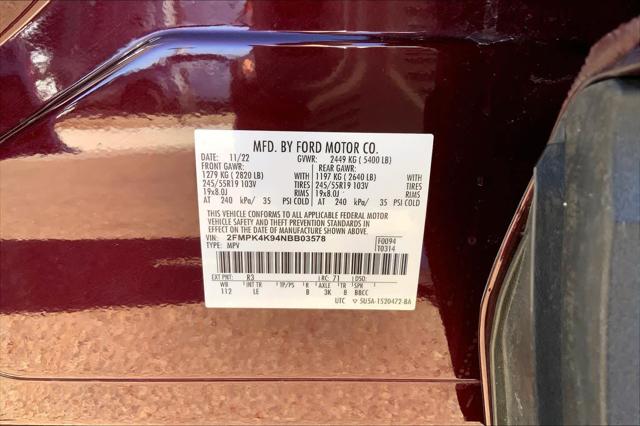 MFD. BY FORD MOTOR CO.
DATE: 11/22 GVWR: 2449 KG ( 5400 LB)
FRONT GAWR: REAR GAWR:
1279 KG ( 2820 LB) 1197 KG ( 2640 LB)
245/55R19 103V TIRES 245/55R19 103V TIRES
19x8.0J RIMS 19x8.0J RIMS
AT 240 kPa/ 35 PSI COLD AT 240 kPa/ 35 PSI COLD
THIS VEHICLE CONFORMS TO ALL APPLICABLE FEDERAL MOTOR
VEHICLE SAFETY AND THEFT PREVENTION STANDARDS IN
EFFECT ON THE DATE OF MANUFACTURE SHOWN ABOVE.
VIN: 2FMPK4K94NBB03578 F0094
TYPE: MPV T0314
EXT PNT: R3 RC: 71 DSO:
WB INT TR TP/PS R AXLE TR SPR
112 LE B 3K B BBCC
UTC 5U5A-1520472-BA